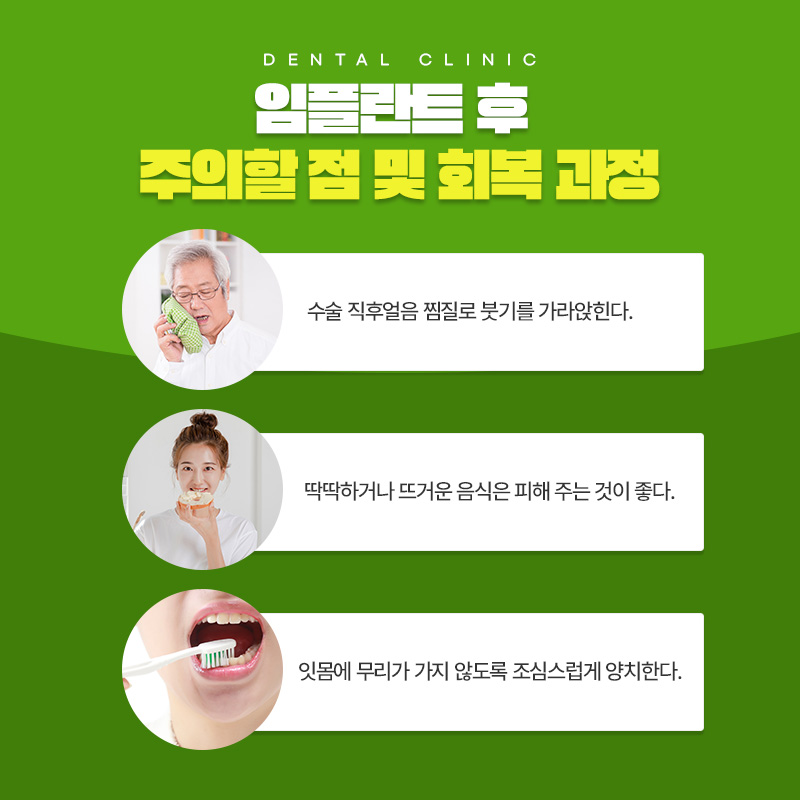 DENTAL CLINIC
임플란트 후
주의할 점 및 회복 과정
수술 직후얼음 찜질로 붓기를 가라앉힌다.
딱딱하거나 뜨거운 음식은 피해 주는 것이 좋다.
잇몸에 무리가 가지 않도록 조심스럽게 양치한다.